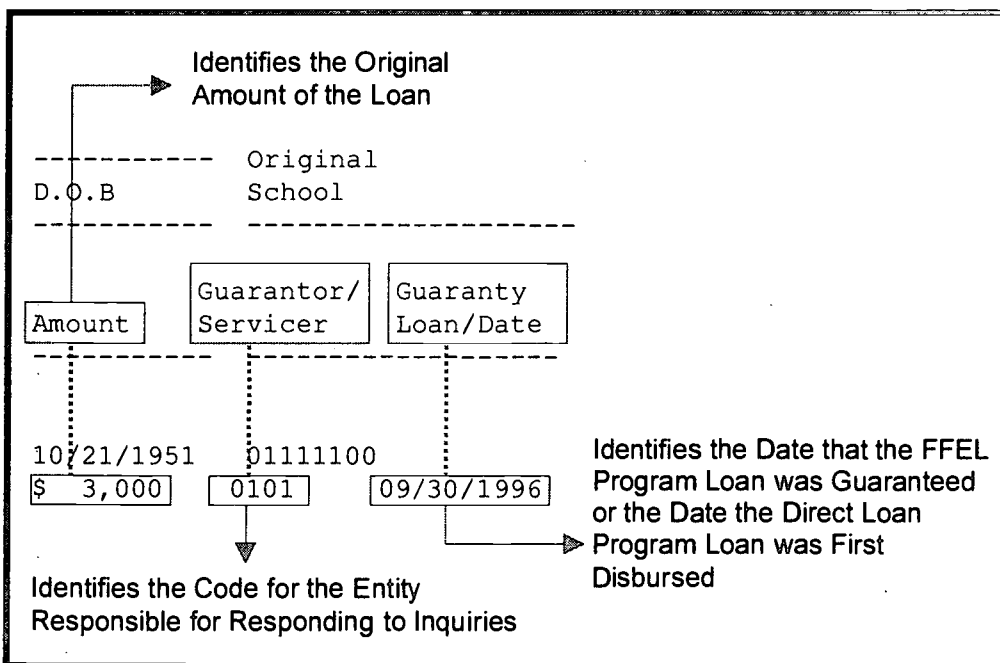 Identifies the Original
Amount of the Loan
------------ Original
D.O.B School
------------ ----------------------
Amount Guarantor/ Guaranty
Servicer Loan/Date
------------ ----------------------
10/21/1951 01111100
$ 3,000 0101 09/30/1996
Identifies the Date that the FFEL
Program Loan was Guaranteed
or the Date the Direct Loan
Program Loan was First
Disbursed
Identifies the Code for the Entity
Responsible for Responding to Inquiries